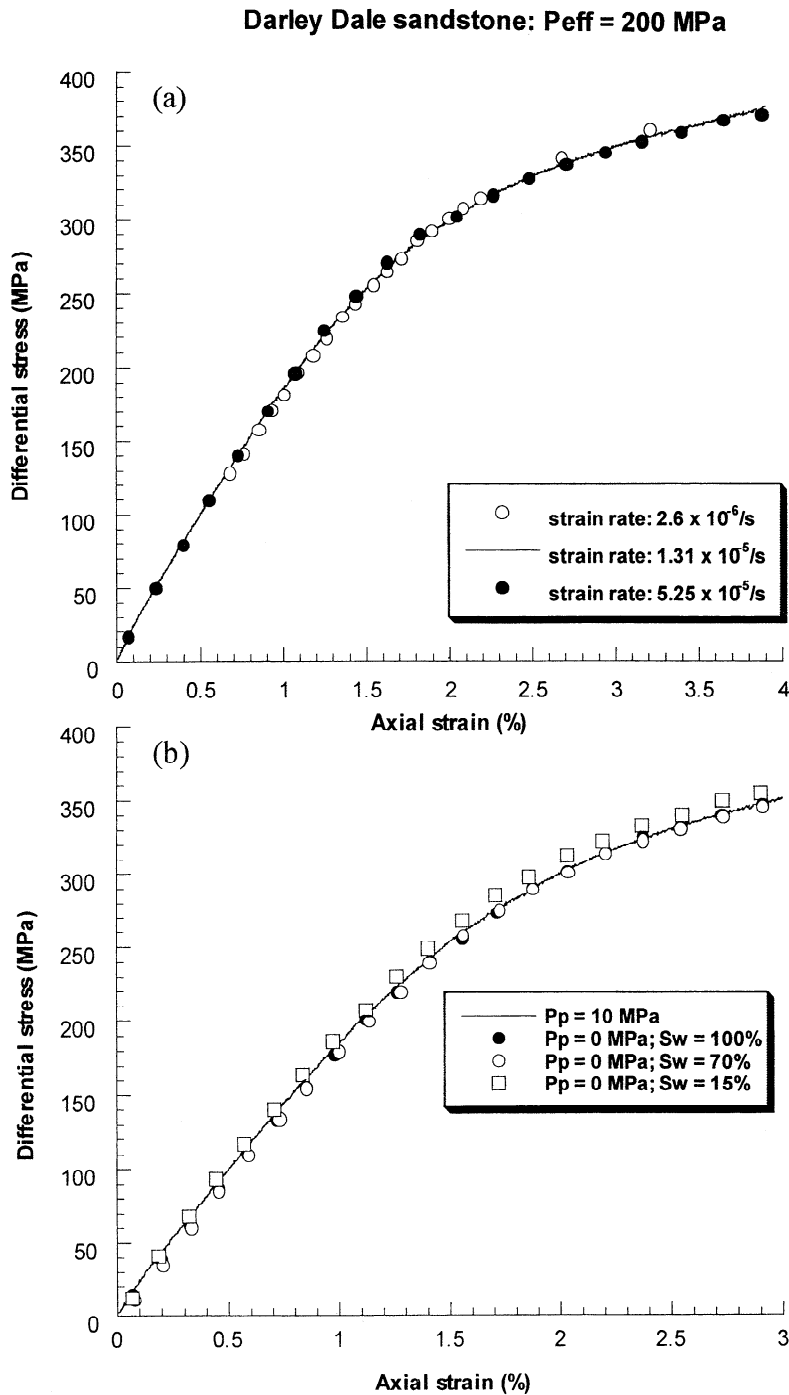 Darley Dale sandstone: Peff = 200 MPa
(a)
400
350
300
250
200
150
100
50
0
Differential stress (MPa)
strain rate: 2.6 x 10-6/s
strain rate: 1.31 x 10-5/s
strain rate: 5.25 x 10-5/s
0 0.5 1 1.5 2 2.5 3 3.5 4
Axial strain (%)
(b)
400
350
300
250
200
150
100
50
0
Differential stress (MPa)
Pp = 10 MPa
Pp = 0 MPa; Sw = 100%
Pp = 0 MPa; Sw = 70%
Pp = 0 MPa; Sw = 15%
0 0.5 1 1.5 2 2.5 3
Axial strain (%)